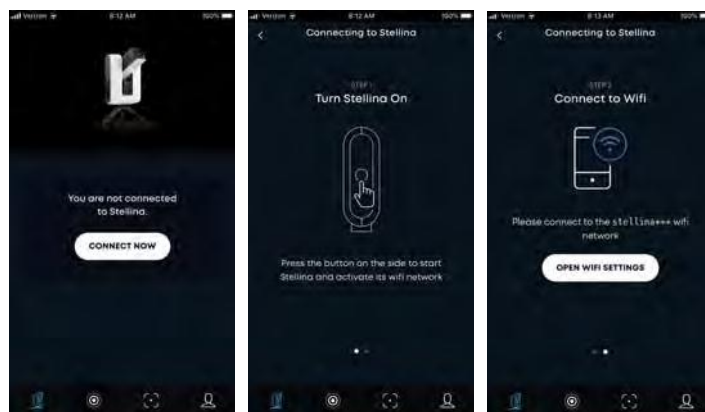 Verizon
8:12 AM
100%
You are not connected
to Stellina.
CONNECT NOW
Verizon
8:12 AM
100%
Connecting to Stellina
STEP 1
Turn Stellina On
Press the button on the side to start
Stellina and activate its wifi network
Verizon
8:13 AM
100%
Connecting to Stellina
STEP 2
Connect to Wifi
Please connect to the stellina*** wifi
network
OPEN WIFI SETTINGS